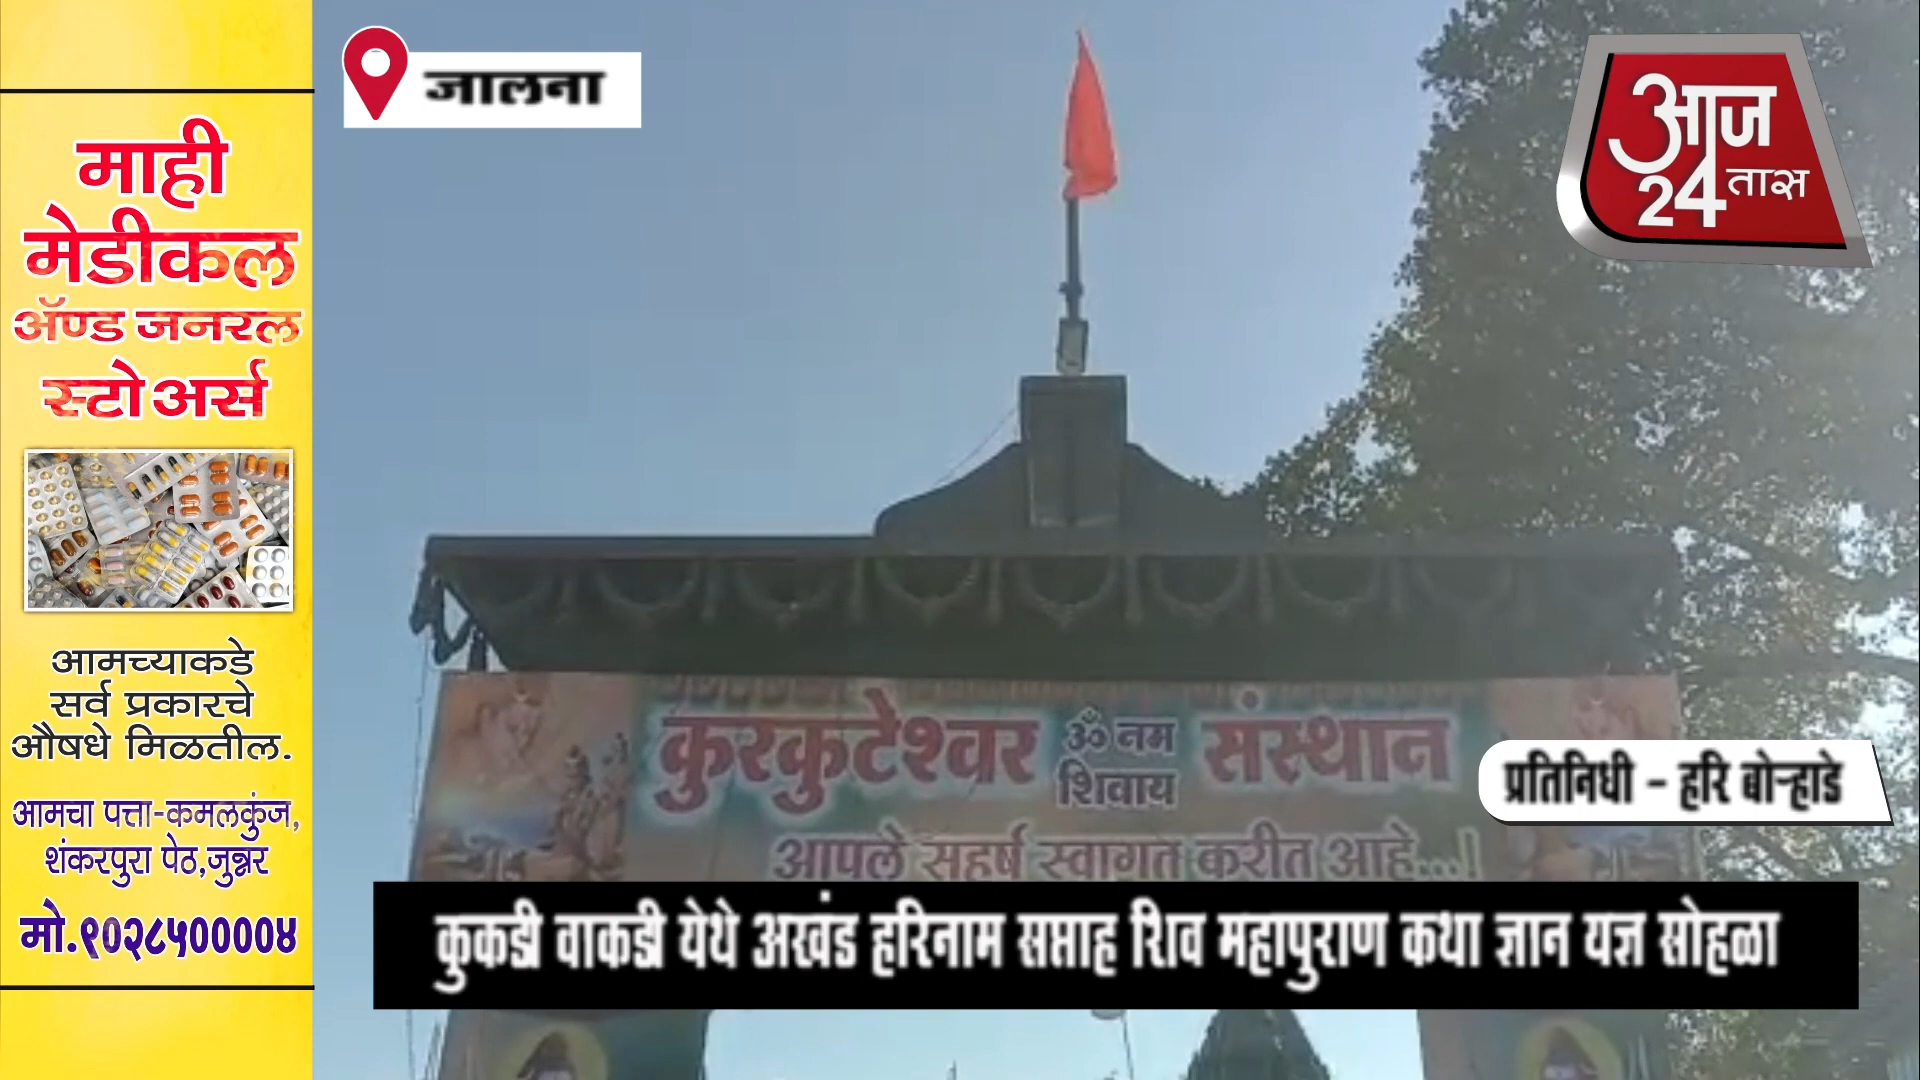 माही
मेडीकल
ॲण्ड जनरल
स्टोअर्स
आमच्याकडे
सर्व प्रकारचे
औषधे मिळतील.
आमचा पत्ता-कमलकुंज,
शंकरपुरा पेठ,जुन्नर
मो.९०२८५००००४
जालना
आज
24 तास
कुरकुटेश्वर ॐ नम शिवाय संस्थान
आपले सहर्ष स्वागत करीत आहे...!
प्रतिनिधी - हरि बोऱ्हाडे
कुकडी वाकडी येथे अखंड हरिनाम सप्ताह शिव महापुराण कथा ज्ञान यज्ञ सोहळा